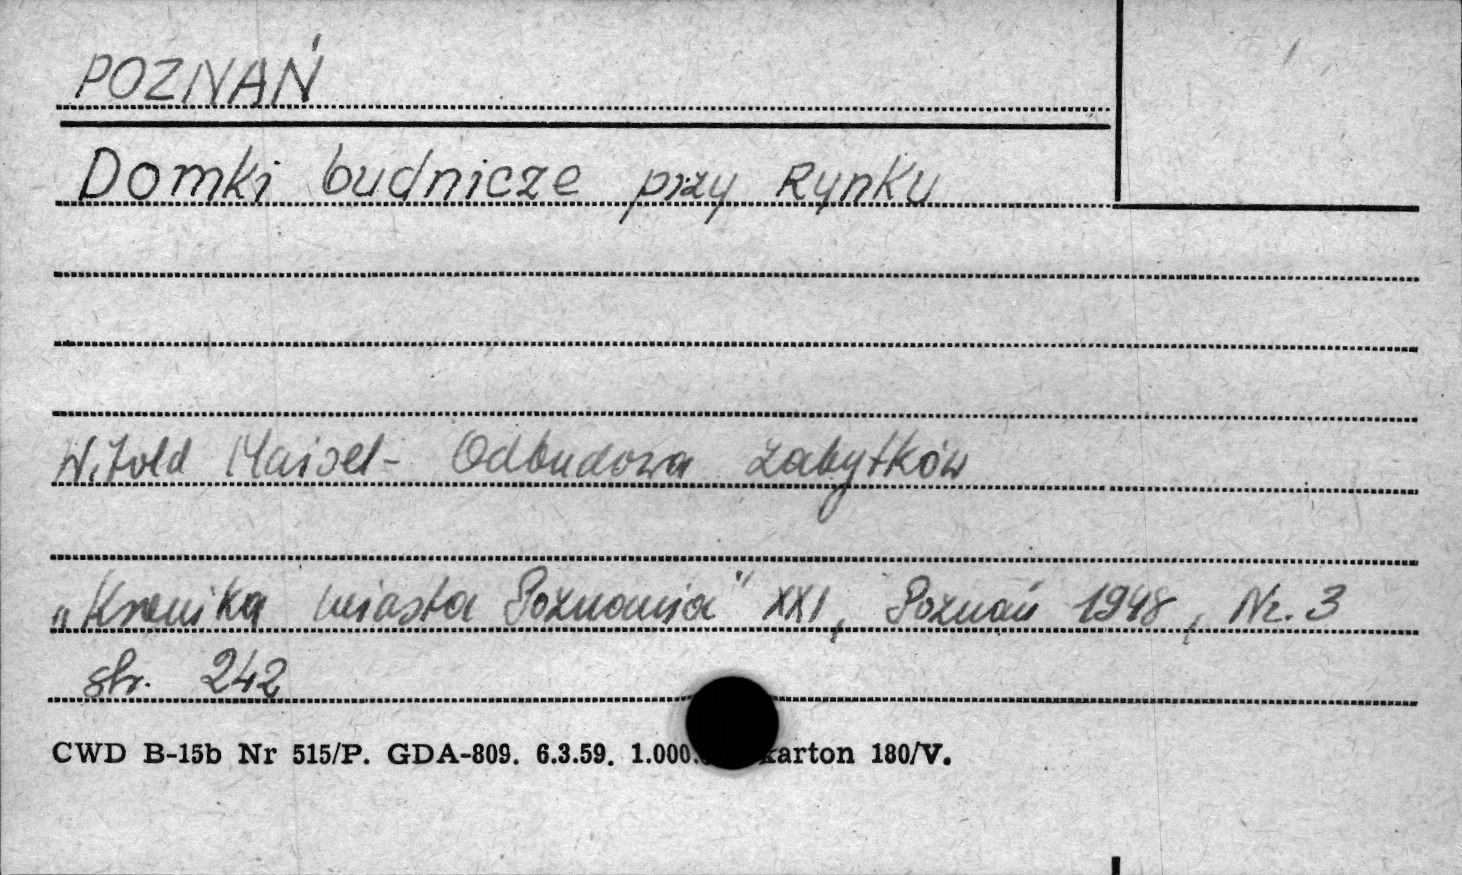 POZNAŃ
Domki budnicze przy Rynku
Witold Maisel - Odbudowa zabytków
„Kronika miasta Poznania" XXI, Poznań 1948, Nr. 3
str. 242
CWD B-15b Nr 515/P. GDA-809. 6.3.59. 1.000. karton 180/V.